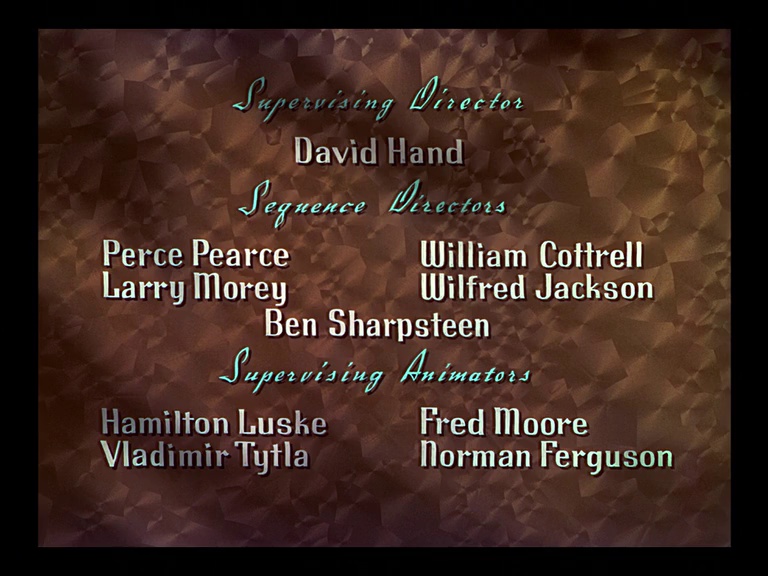 Supervising Director
David Hand
Sequence Directors
Perce Pearce William Cottrell
Larry Morey Wilfred Jackson
Ben Sharpsteen
Supervising Animators
Hamilton Luske Fred Moore
Vladimir Tytla Norman Ferguson